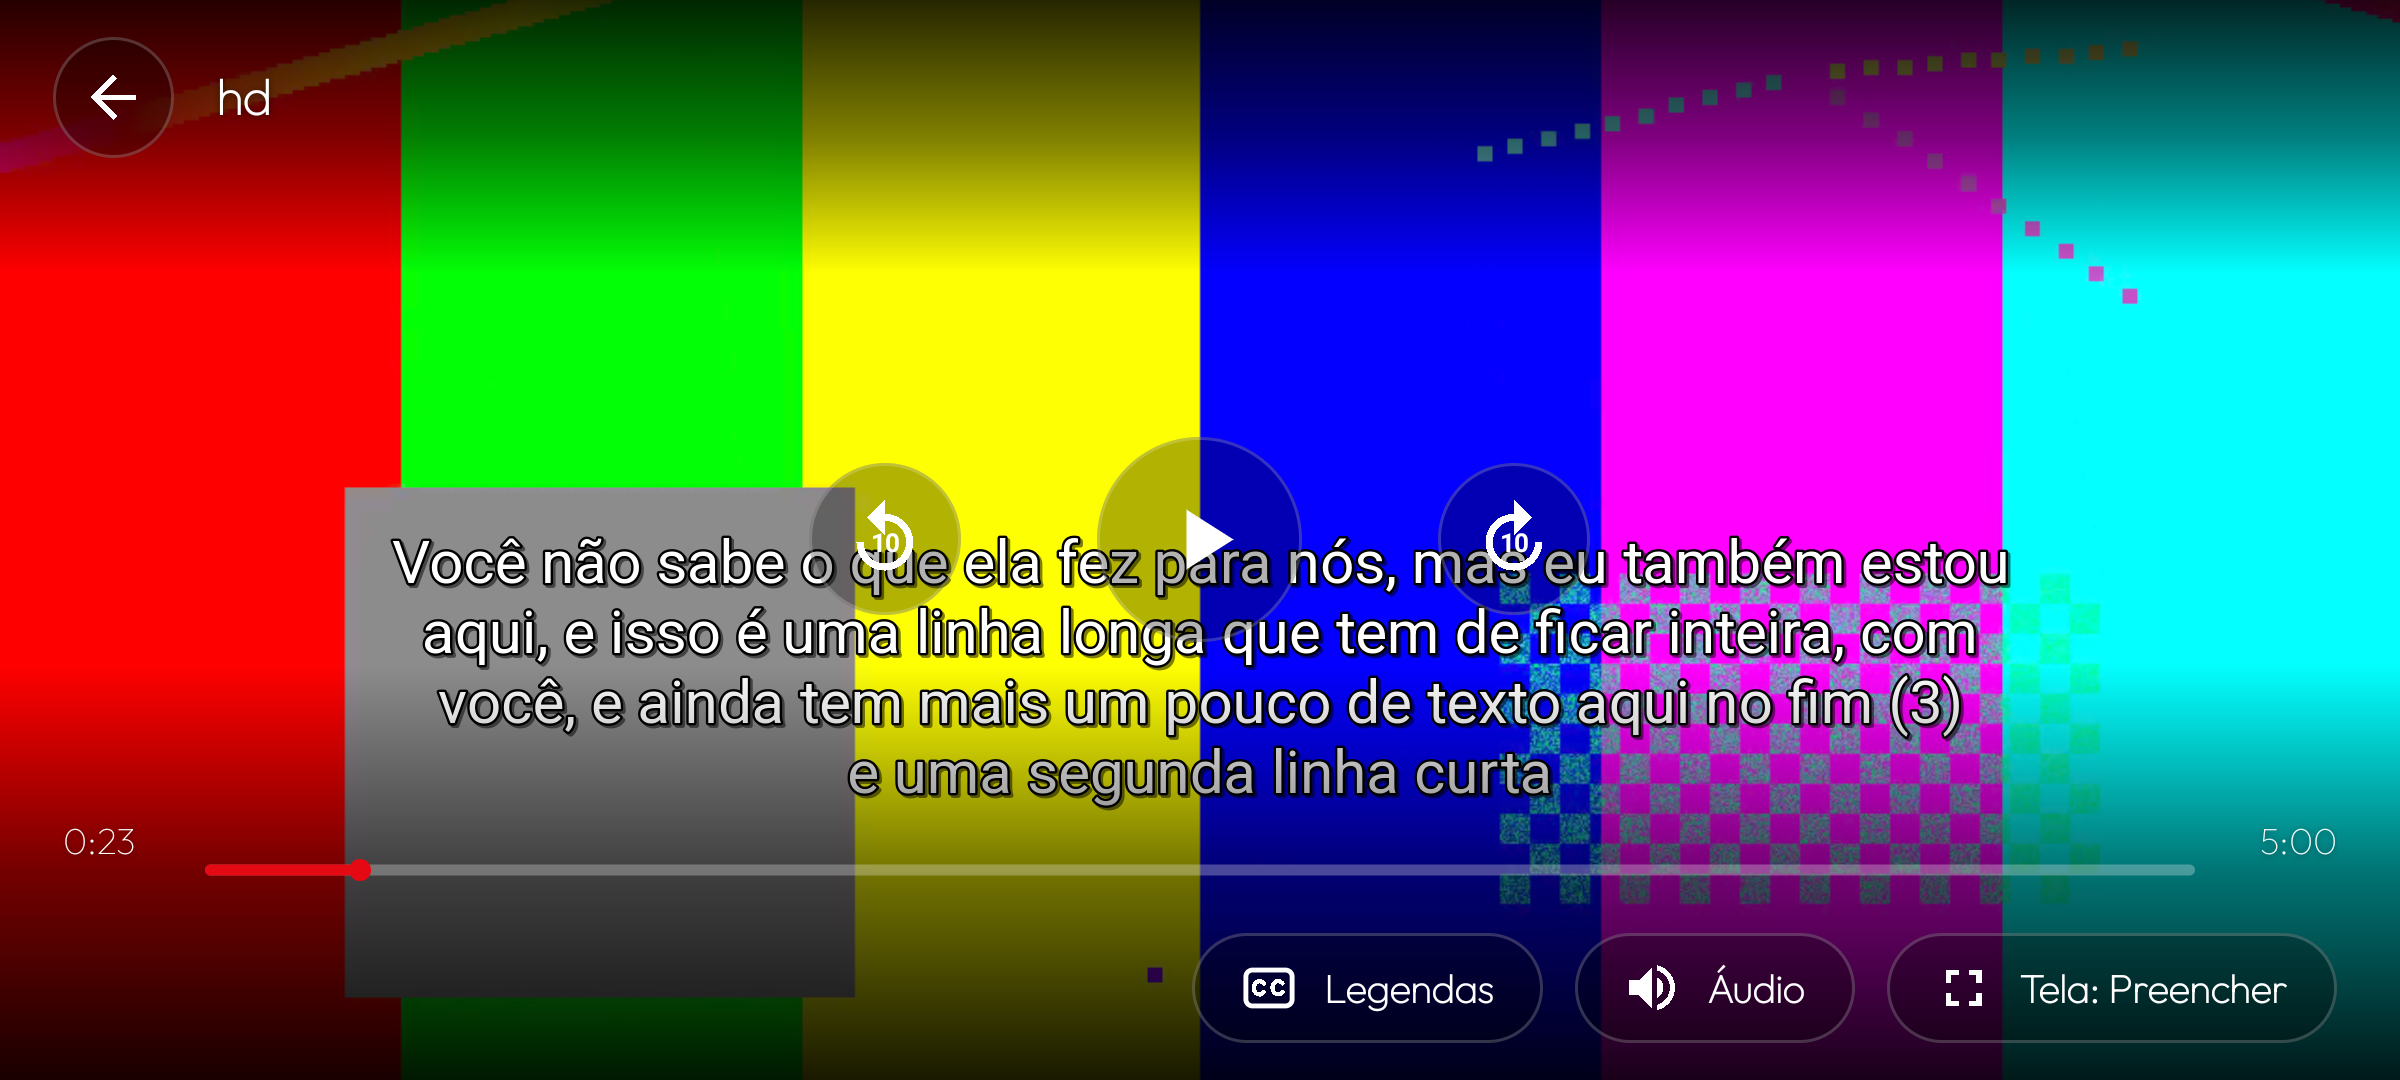 hd
10
10
Você não sabe o que ela fez para nós, mas eu também estou
aqui, e isso é uma linha longa que tem de ficar inteira, com
você, e ainda tem mais um pouco de texto aqui no fim (3)
e uma segunda linha curta
0:23
5:00
CC Legendas
Áudio
Tela: Preencher